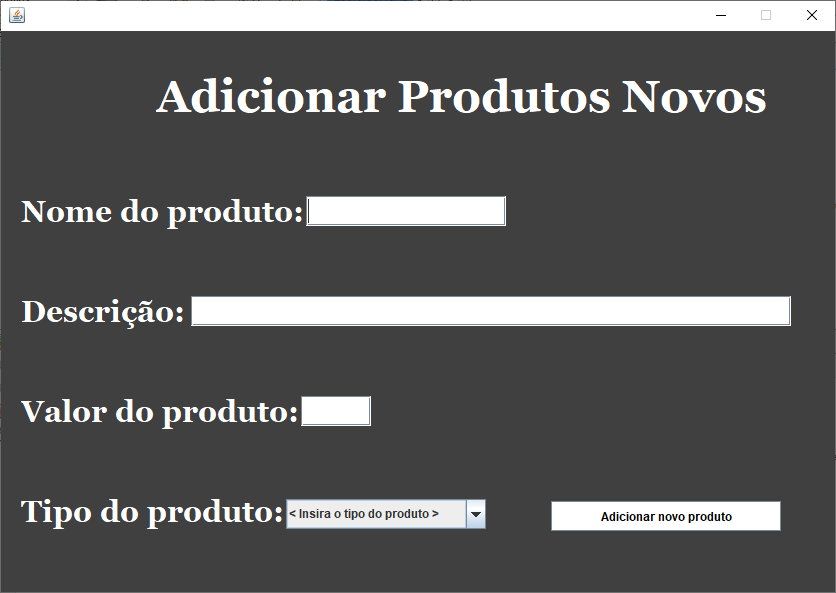 Adicionar Produtos Novos
Nome do produto:
Descrição:
Valor do produto:
Tipo do produto: < Insira o tipo do produto > Adicionar novo produto